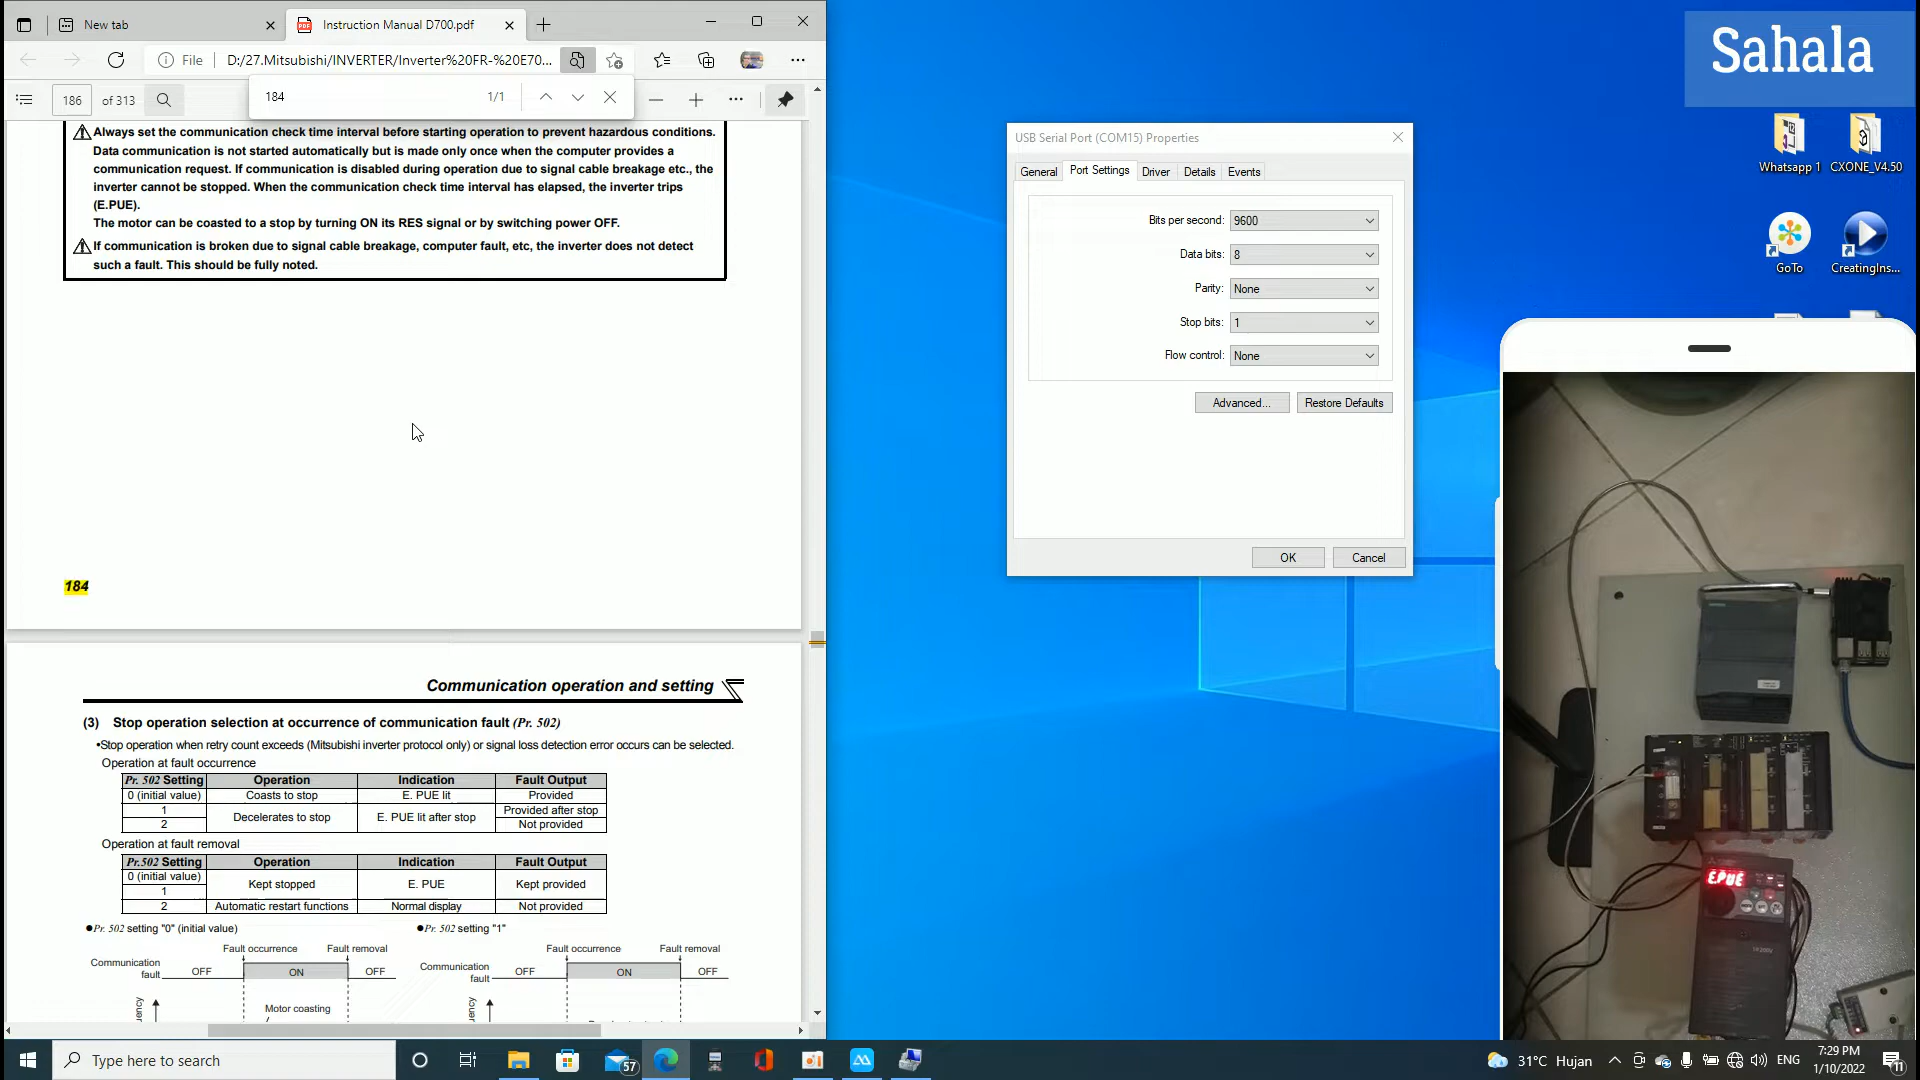 New tab
Instruction Manual D700.pdf
File
D:/27.Mitsubishi/INVERTER/Inverter%20FR-%20E70...
186 of 313
184
1/1
Always set the communication check time interval before starting operation to prevent hazardous conditions.
Data communication is not started automatically but is made only once when the computer provides a
communication request. If communication is disabled during operation due to signal cable breakage etc., the
inverter cannot be stopped. When the communication check time interval has elapsed, the inverter trips
(E.PUE).
The motor can be coasted to a stop by turning ON its RES signal or by switching power OFF.
If communication is broken due to signal cable breakage, computer fault, etc, the inverter does not detect
such a fault. This should be fully noted.
184
Communication operation and setting
(3) Stop operation selection at occurrence of communication fault (Pr. 502)
•Stop operation when retry count exceeds (Mitsubishi inverter protocol only) or signal loss detection error occurs can be selected.
Operation at fault occurrence
Pr. 502 Setting Operation Indication Fault Output
0 (initial value) Coasts to stop E. PUE lit Provided
1 Decelerates to stop E. PUE lit after stop Provided after stop
2 Not provided
Operation at fault removal
Pr.502 Setting Operation Indication Fault Output
0 (initial value) Kept stopped E. PUE Kept provided
1
2 Automatic restart functions Normal display Not provided
●Pr. 502 setting "0" (initial value)
●Pr. 502 setting "1"
Fault occurrence Fault removal
Fault occurrence Fault removal
Communication
fault OFF ON OFF
Communication
fault OFF ON OFF
Motor coasting
USB Serial Port (COM15) Properties
General Port Settings Driver Details Events
Bits per second: 9600
Data bits: 8
Parity: None
Stop bits: 1
Flow control: None
Advanced...
Restore Defaults
OK
Cancel
Sahala
Whatsapp 1
CXONE_V4.50
GoTo
CreatingIns...
E.PUE
Type here to search
57
31°C Hujan
ENG
7:29 PM
1/10/2022
11